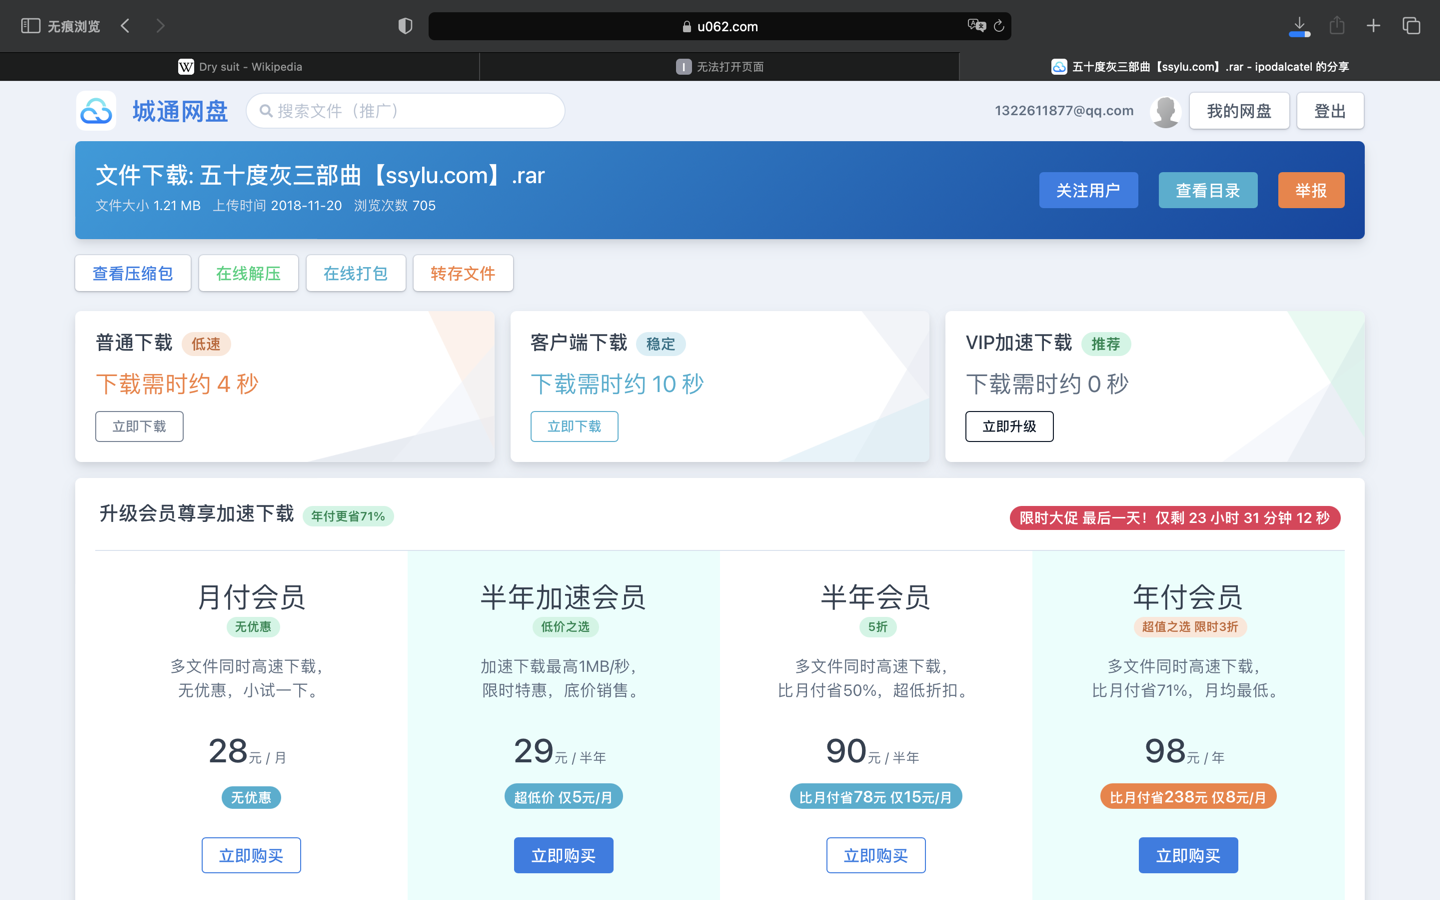 无痕浏览
u062.com
Dry suit - Wikipedia
无法打开页面
五十度灰三部曲【ssylu.com】.rar - ipodalcatel 的分享
城通网盘
搜索文件（推广）
1322611877@qq.com
我的网盘
登出
文件下载: 五十度灰三部曲【ssylu.com】.rar
文件大小 1.21 MB 上传时间 2018-11-20 浏览次数 705
关注用户
查看目录
举报
查看压缩包
在线解压
在线打包
转存文件
普通下载 低速
下载需时约 4 秒
立即下载
客户端下载 稳定
下载需时约 10 秒
立即下载
VIP加速下载 推荐
下载需时约 0 秒
立即升级
升级会员尊享加速下载 年付更省71%
限时大促 最后一天！仅剩 23 小时 31 分钟 12 秒
月付会员
无优惠
多文件同时高速下载，
无优惠，小试一下。
28元 / 月
无优惠
立即购买
半年加速会员
低价之选
加速下载最高1MB/秒，
限时特惠，底价销售。
29元 / 半年
超低价 仅5元/月
立即购买
半年会员
5折
多文件同时高速下载，
比月付省50%，超低折扣。
90元 / 半年
比月付省78元 仅15元/月
立即购买
年付会员
超值之选 限时3折
多文件同时高速下载，
比月付省71%，月均最低。
98元 / 年
比月付省238元 仅8元/月
立即购买